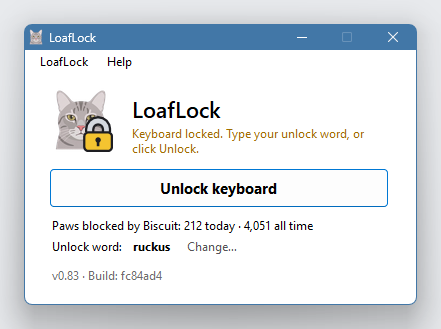 LoafLock
LoafLock Help
LoafLock
Keyboard locked. Type your unlock word, or
click Unlock.
Unlock keyboard
Paws blocked by Biscuit: 212 today · 4,051 all time
Unlock word: ruckus Change...
v0.83 · Build: fc84ad4